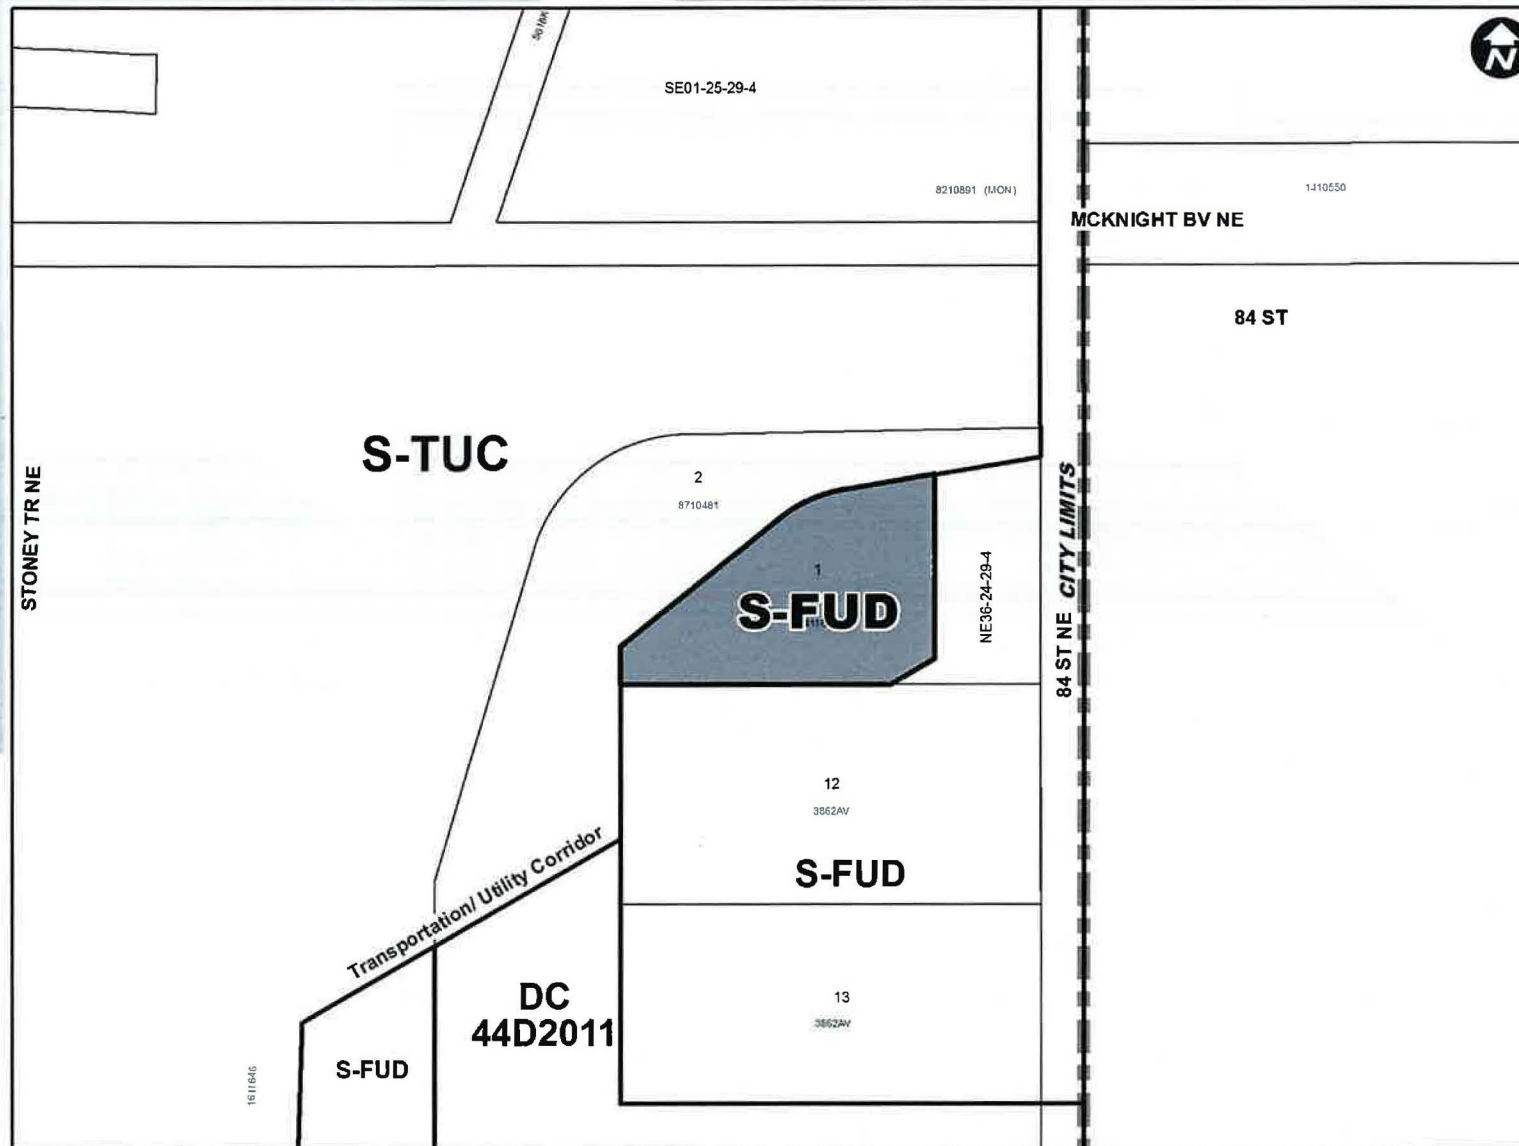 N
SE01-25-29-4
8210891 (MON)
1410550
MCKNIGHT BV NE
84 ST
S-TUC
STONEY TR NE
2
8710481
1
S-FUD
NE36-24-29-4
CITY LIMITS
84 ST NE
12
3862AV
S-FUD
Transportation/ Utility Corridor
DC
44D2011
13
3862AV
S-FUD